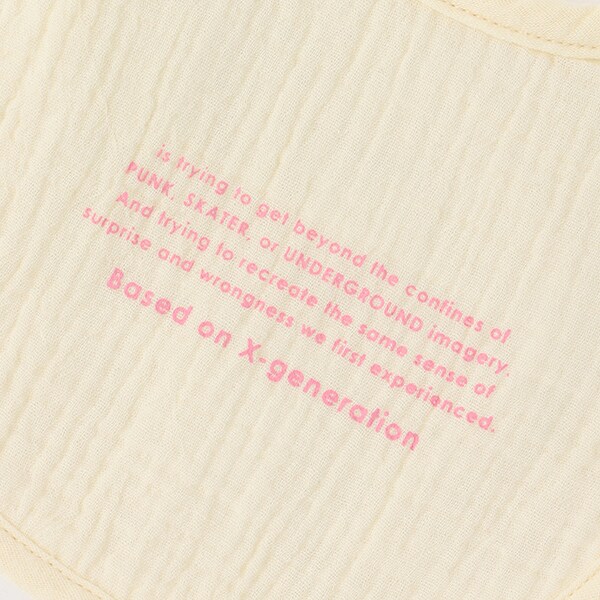 is trying to get beyond the confines of
PUNK, SKATER, or UNDERGROUND imagery.
And trying to recreate the same sense of
surprise and wrongness we first experienced.
Based on X-generation